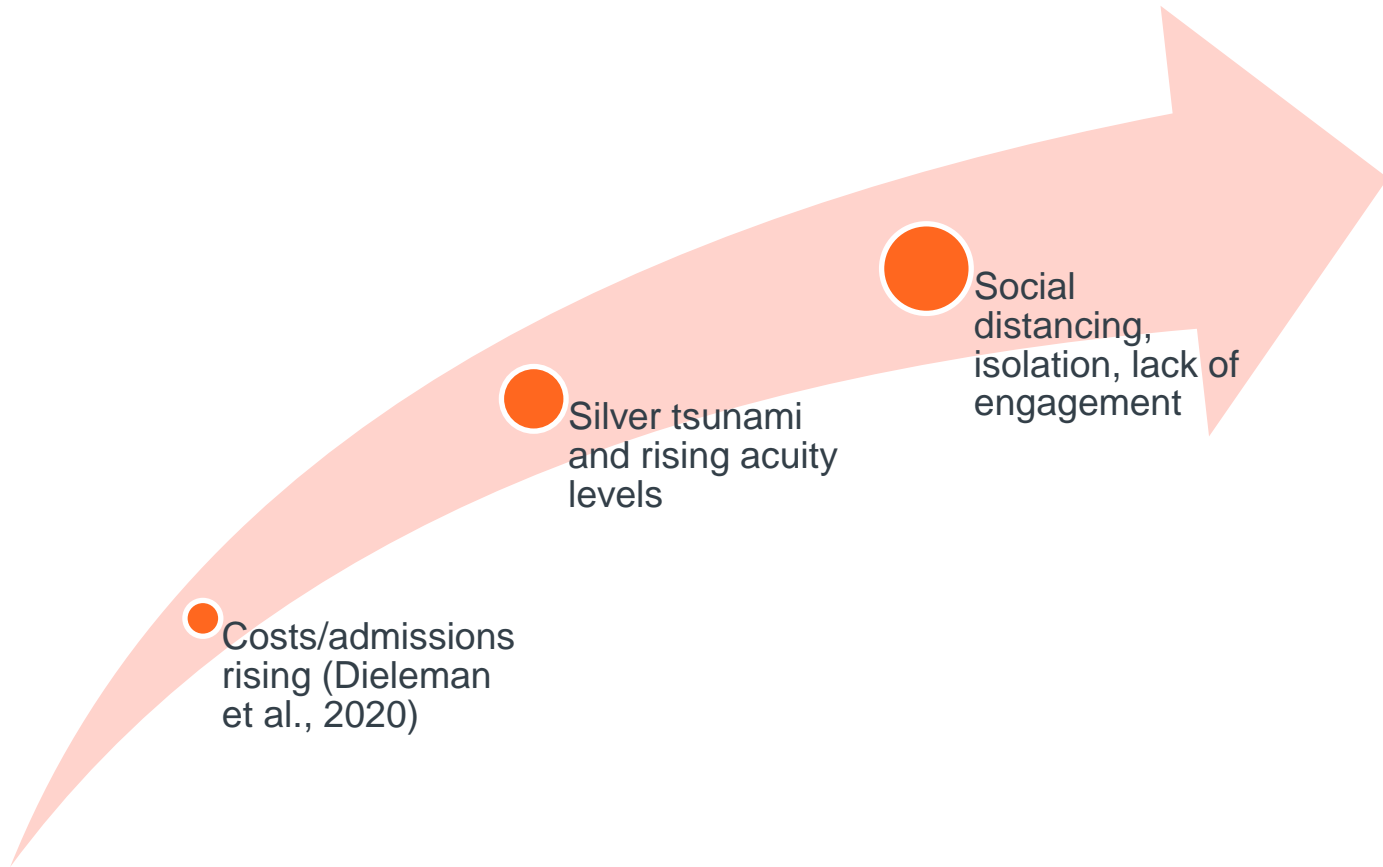 Social
distancing,
isolation, lack of
engagement
Silver tsunami
and rising acuity
levels
Costs/admissions
rising (Dieleman
et al., 2020)